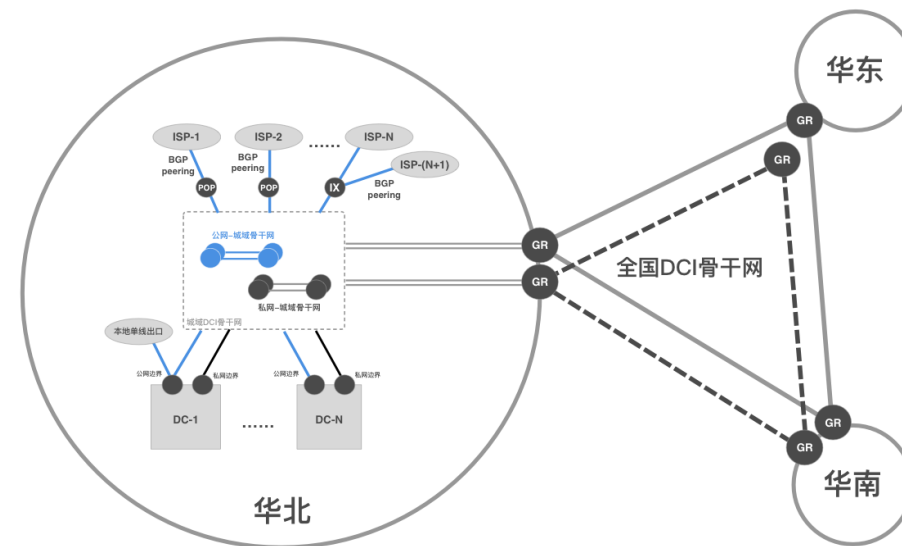 华东
GR
GR
ISP-1
ISP-2
......
ISP-N
ISP-(N+1)
BGP
peering
BGP
peering
BGP
peering
POP
POP
IX
公网-城域骨干网
私网-城域骨干网
城域DCI骨干网
GR
GR
全国DCI骨干网
本地单线出口
公网边界
私网边界
公网边界
私网边界
DC-1
......
DC-N
GR
GR
华北
华南